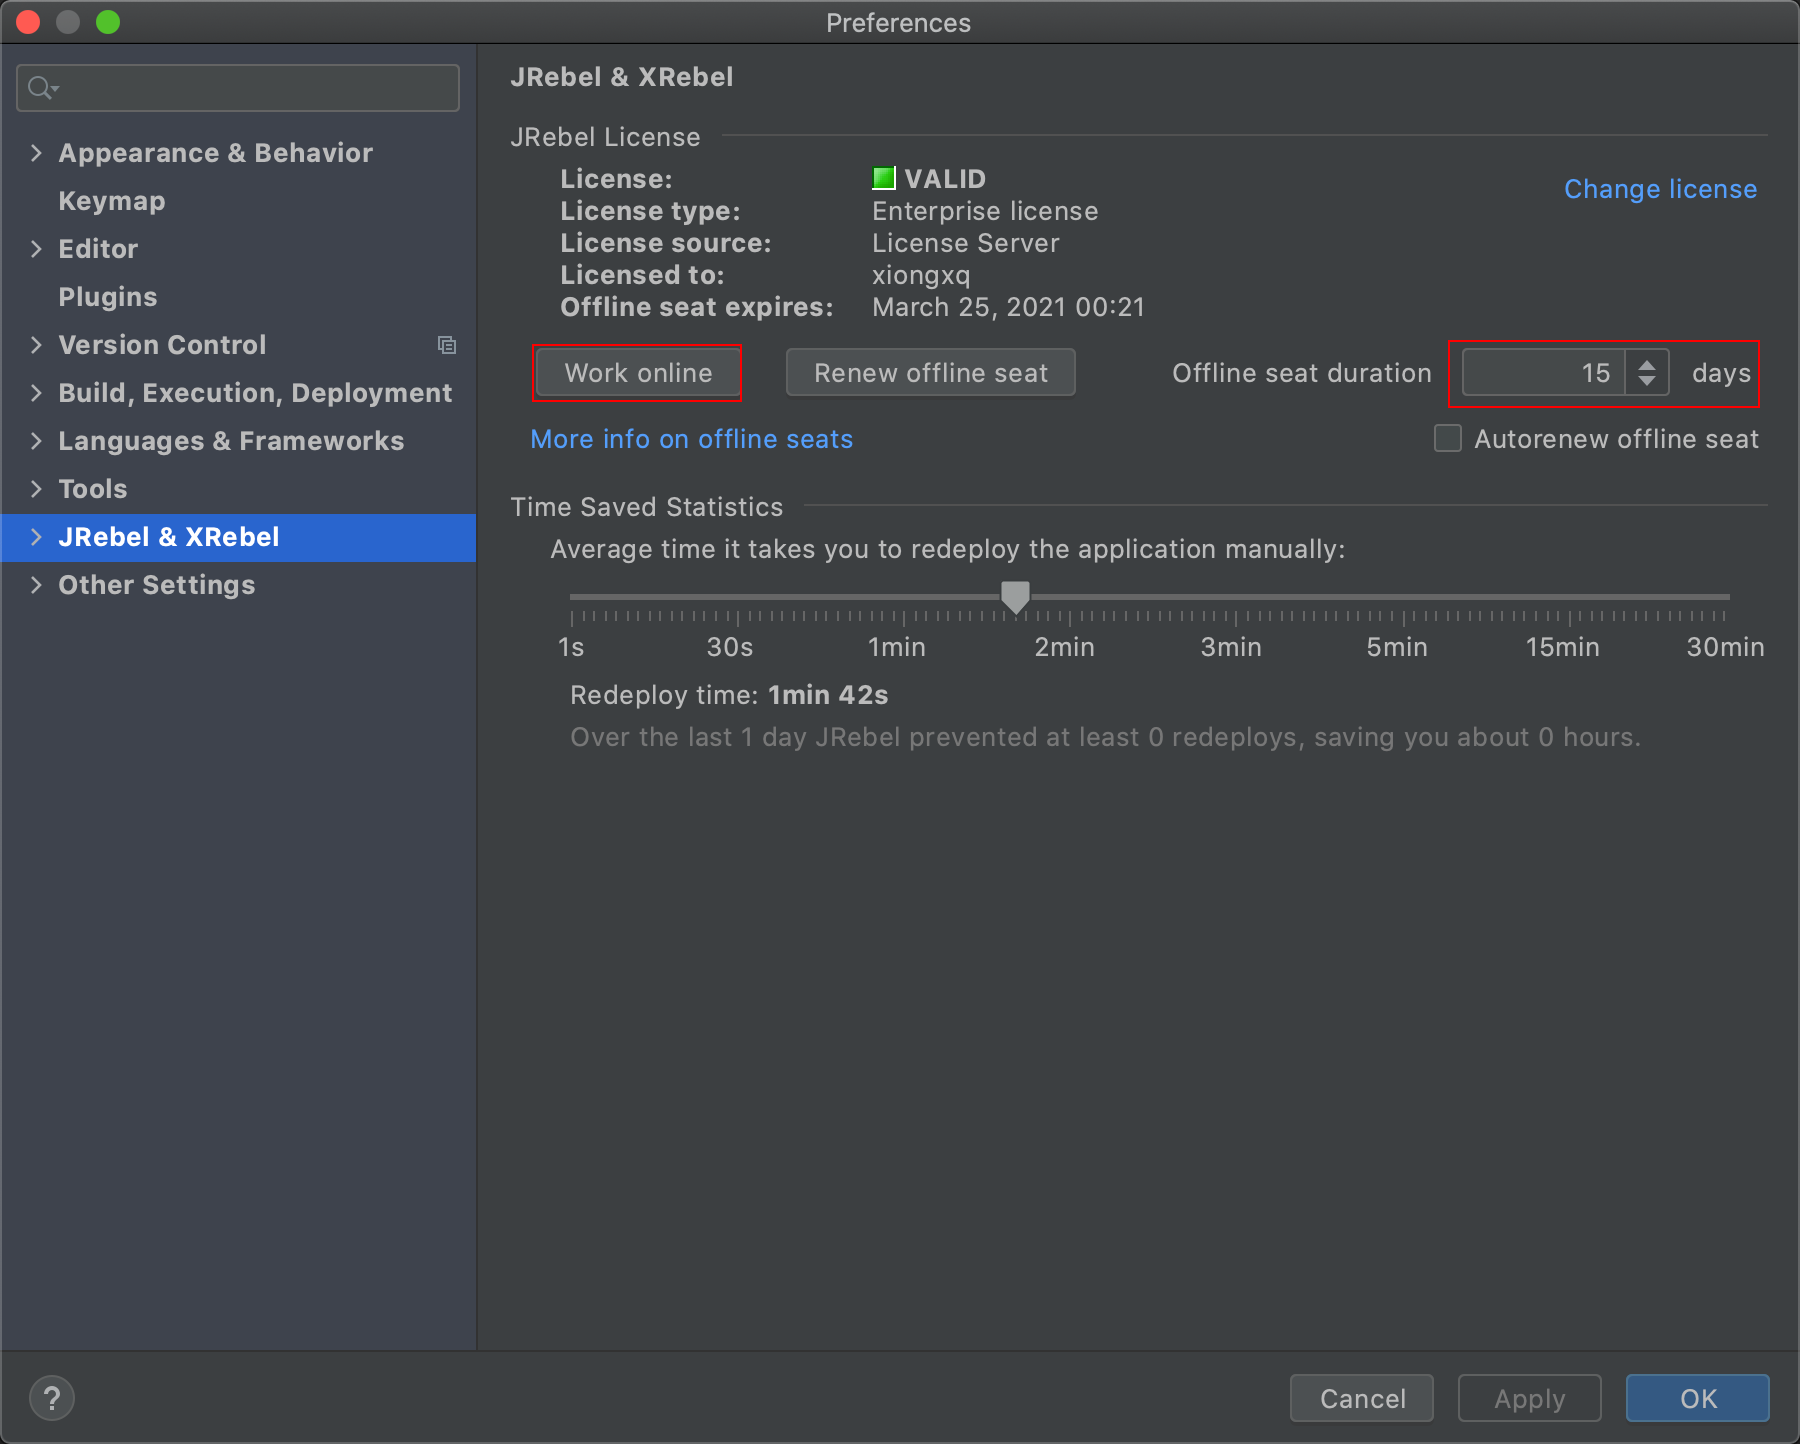 Preferences
Appearance & Behavior
Keymap
Editor
Plugins
Version Control
Build, Execution, Deployment
Languages & Frameworks
Tools
JRebel & XRebel
Other Settings
JRebel & XRebel
JRebel License
License: VALID
Change license
License type: Enterprise license
License source: License Server
Licensed to: xiongxq
Offline seat expires: March 25, 2021 00:21
Work online Renew offline seat Offline seat duration 15 days
More info on offline seats Autorenew offline seat
Time Saved Statistics
Average time it takes you to redeploy the application manually:
1s 30s 1min 2min 3min 5min 15min 30min
Redeploy time: 1min 42s
Over the last 1 day JRebel prevented at least 0 redeploys, saving you about 0 hours.
? Cancel Apply OK